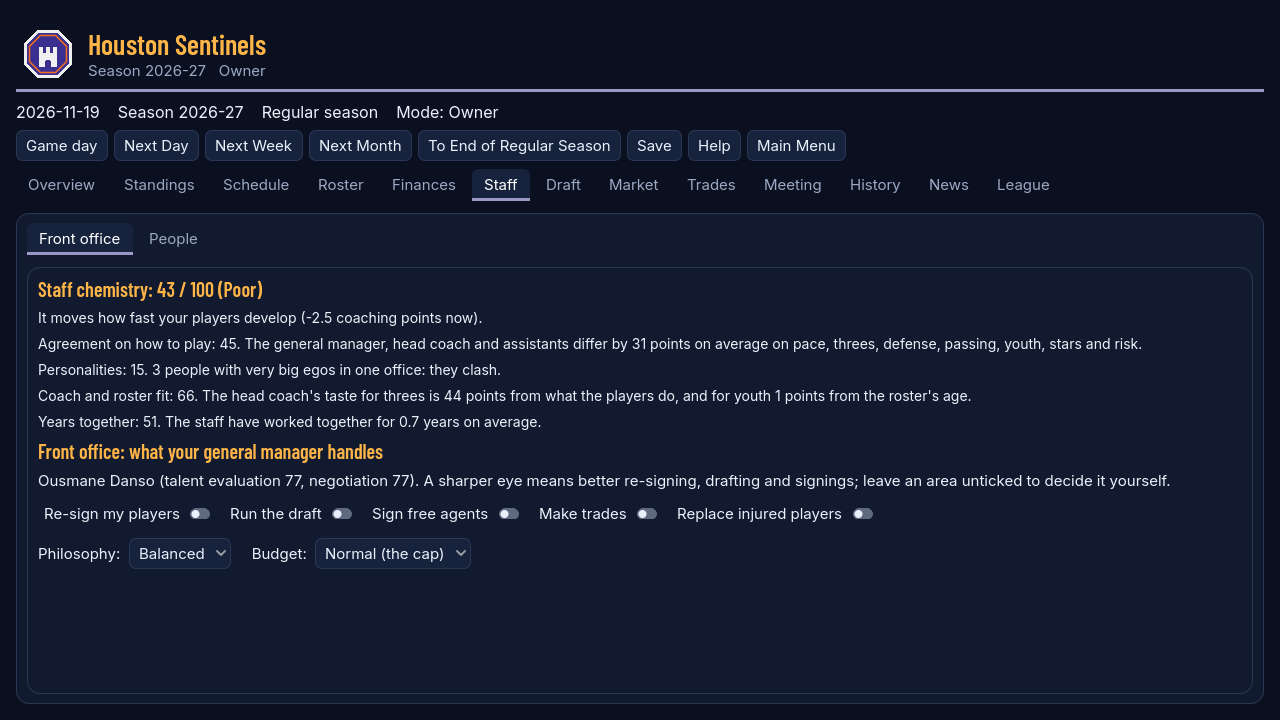 Houston Sentinels
Season 2026-27 Owner
2026-11-19 Season 2026-27 Regular season Mode: Owner
Game day Next Day Next Week Next Month To End of Regular Season Save Help Main Menu
Overview Standings Schedule Roster Finances Staff Draft Market Trades Meeting History News League
Front office People
Staff chemistry: 43 / 100 (Poor)
It moves how fast your players develop (-2.5 coaching points now).
Agreement on how to play: 45. The general manager, head coach and assistants differ by 31 points on average on pace, threes, defense, passing, youth, stars and risk.
Personalities: 15. 3 people with very big egos in one office: they clash.
Coach and roster fit: 66. The head coach's taste for threes is 44 points from what the players do, and for youth 1 points from the roster's age.
Years together: 51. The staff have worked together for 0.7 years on average.
Front office: what your general manager handles
Ousmane Danso (talent evaluation 77, negotiation 77). A sharper eye means better re-signing, drafting and signings; leave an area unticked to decide it yourself.
Re-sign my players Run the draft Sign free agents Make trades Replace injured players
Philosophy: Balanced Budget: Normal (the cap)